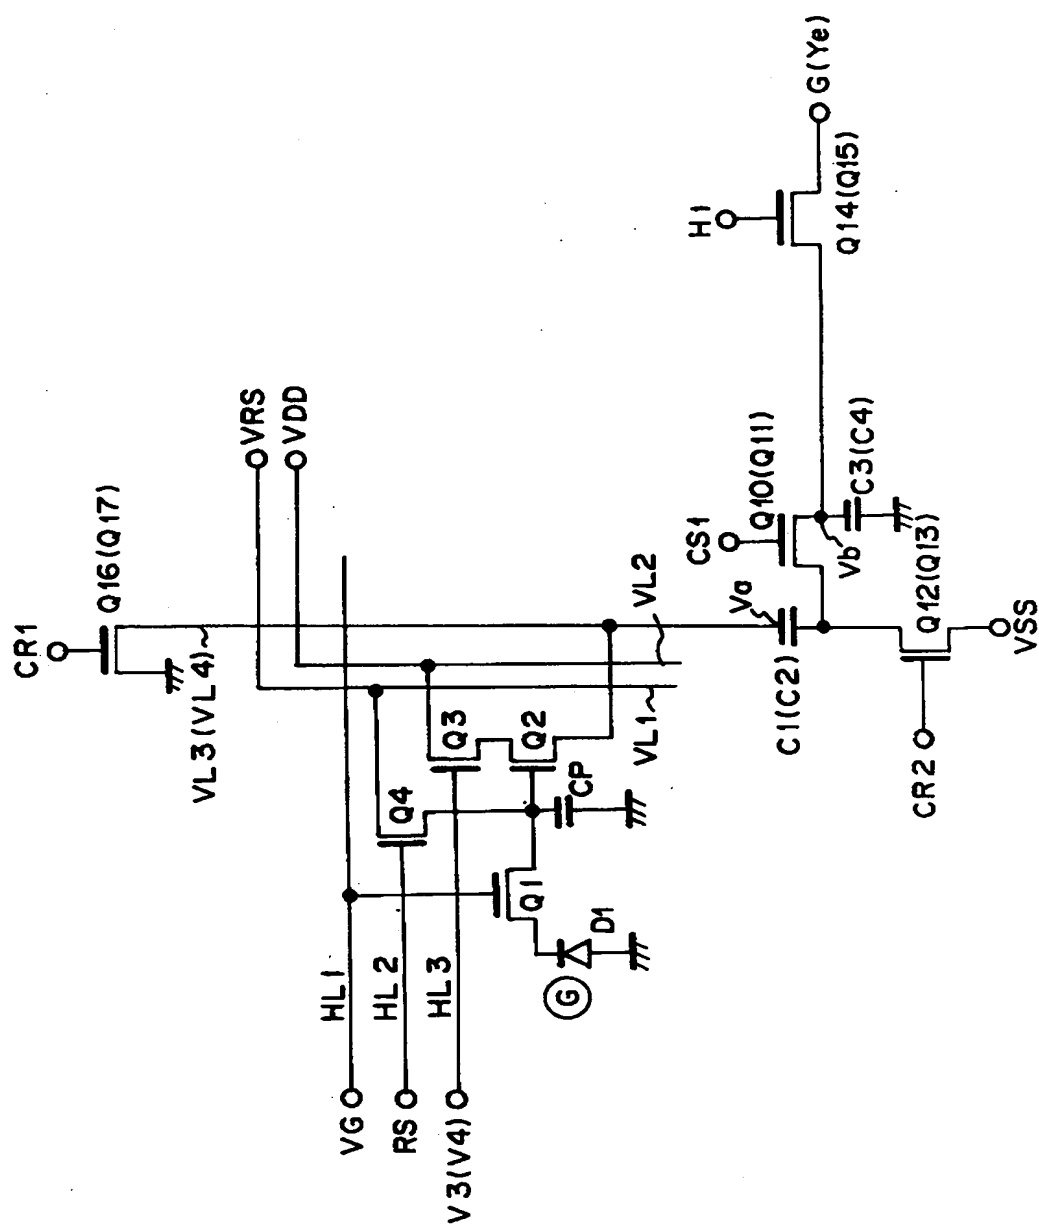 CR1
Q16(Q17)
VL3(VL4)
VRS
VDD
VL2
VL1
HL1
HL2
HL3
VG
RS
V3(V4)
Q4
Q3
Q2
Q1
CP
D1
G
Va
C1(C2)
CS1
Q10(Q11)
Vb
C3(C4)
Q12(Q13)
CR2
VSS
H1
Q14(Q15)
G(Ye)